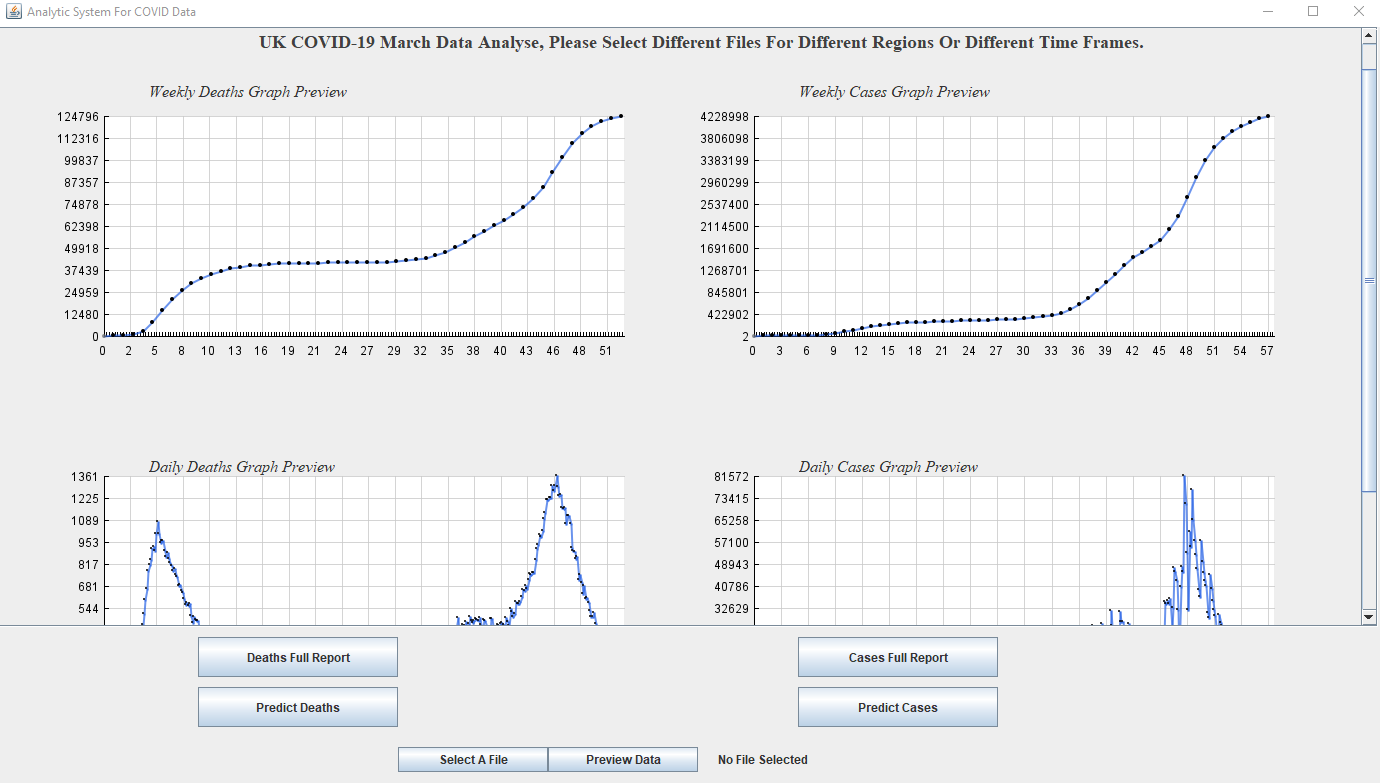 Analytic System For COVID Data
UK COVID-19 March Data Analyse, Please Select Different Files For Different Regions Or Different Time Frames.
Weekly Deaths Graph Preview
124796
112316
99837
87357
74878
62398
49918
37439
24959
12480
0
0 2 5 8 10 13 16 19 21 24 27 29 32 35 38 40 43 46 48 51
Weekly Cases Graph Preview
4228998
3806098
3383199
2960299
2537400
2114500
1691600
1268701
845801
422902
2
0 3 6 9 12 15 18 21 24 27 30 33 36 39 42 45 48 51 54 57
Daily Deaths Graph Preview
1361
1225
1089
953
817
681
544
Daily Cases Graph Preview
81572
73415
65258
57100
48943
40786
32629
Deaths Full Report
Cases Full Report
Predict Deaths
Predict Cases
Select A File
Preview Data
No File Selected